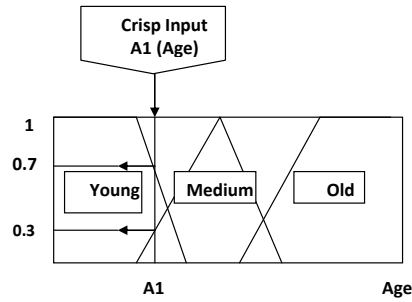 Crisp Input
A1 (Age)
1
0.7
Young
Medium
Old
0.3
A1
Age